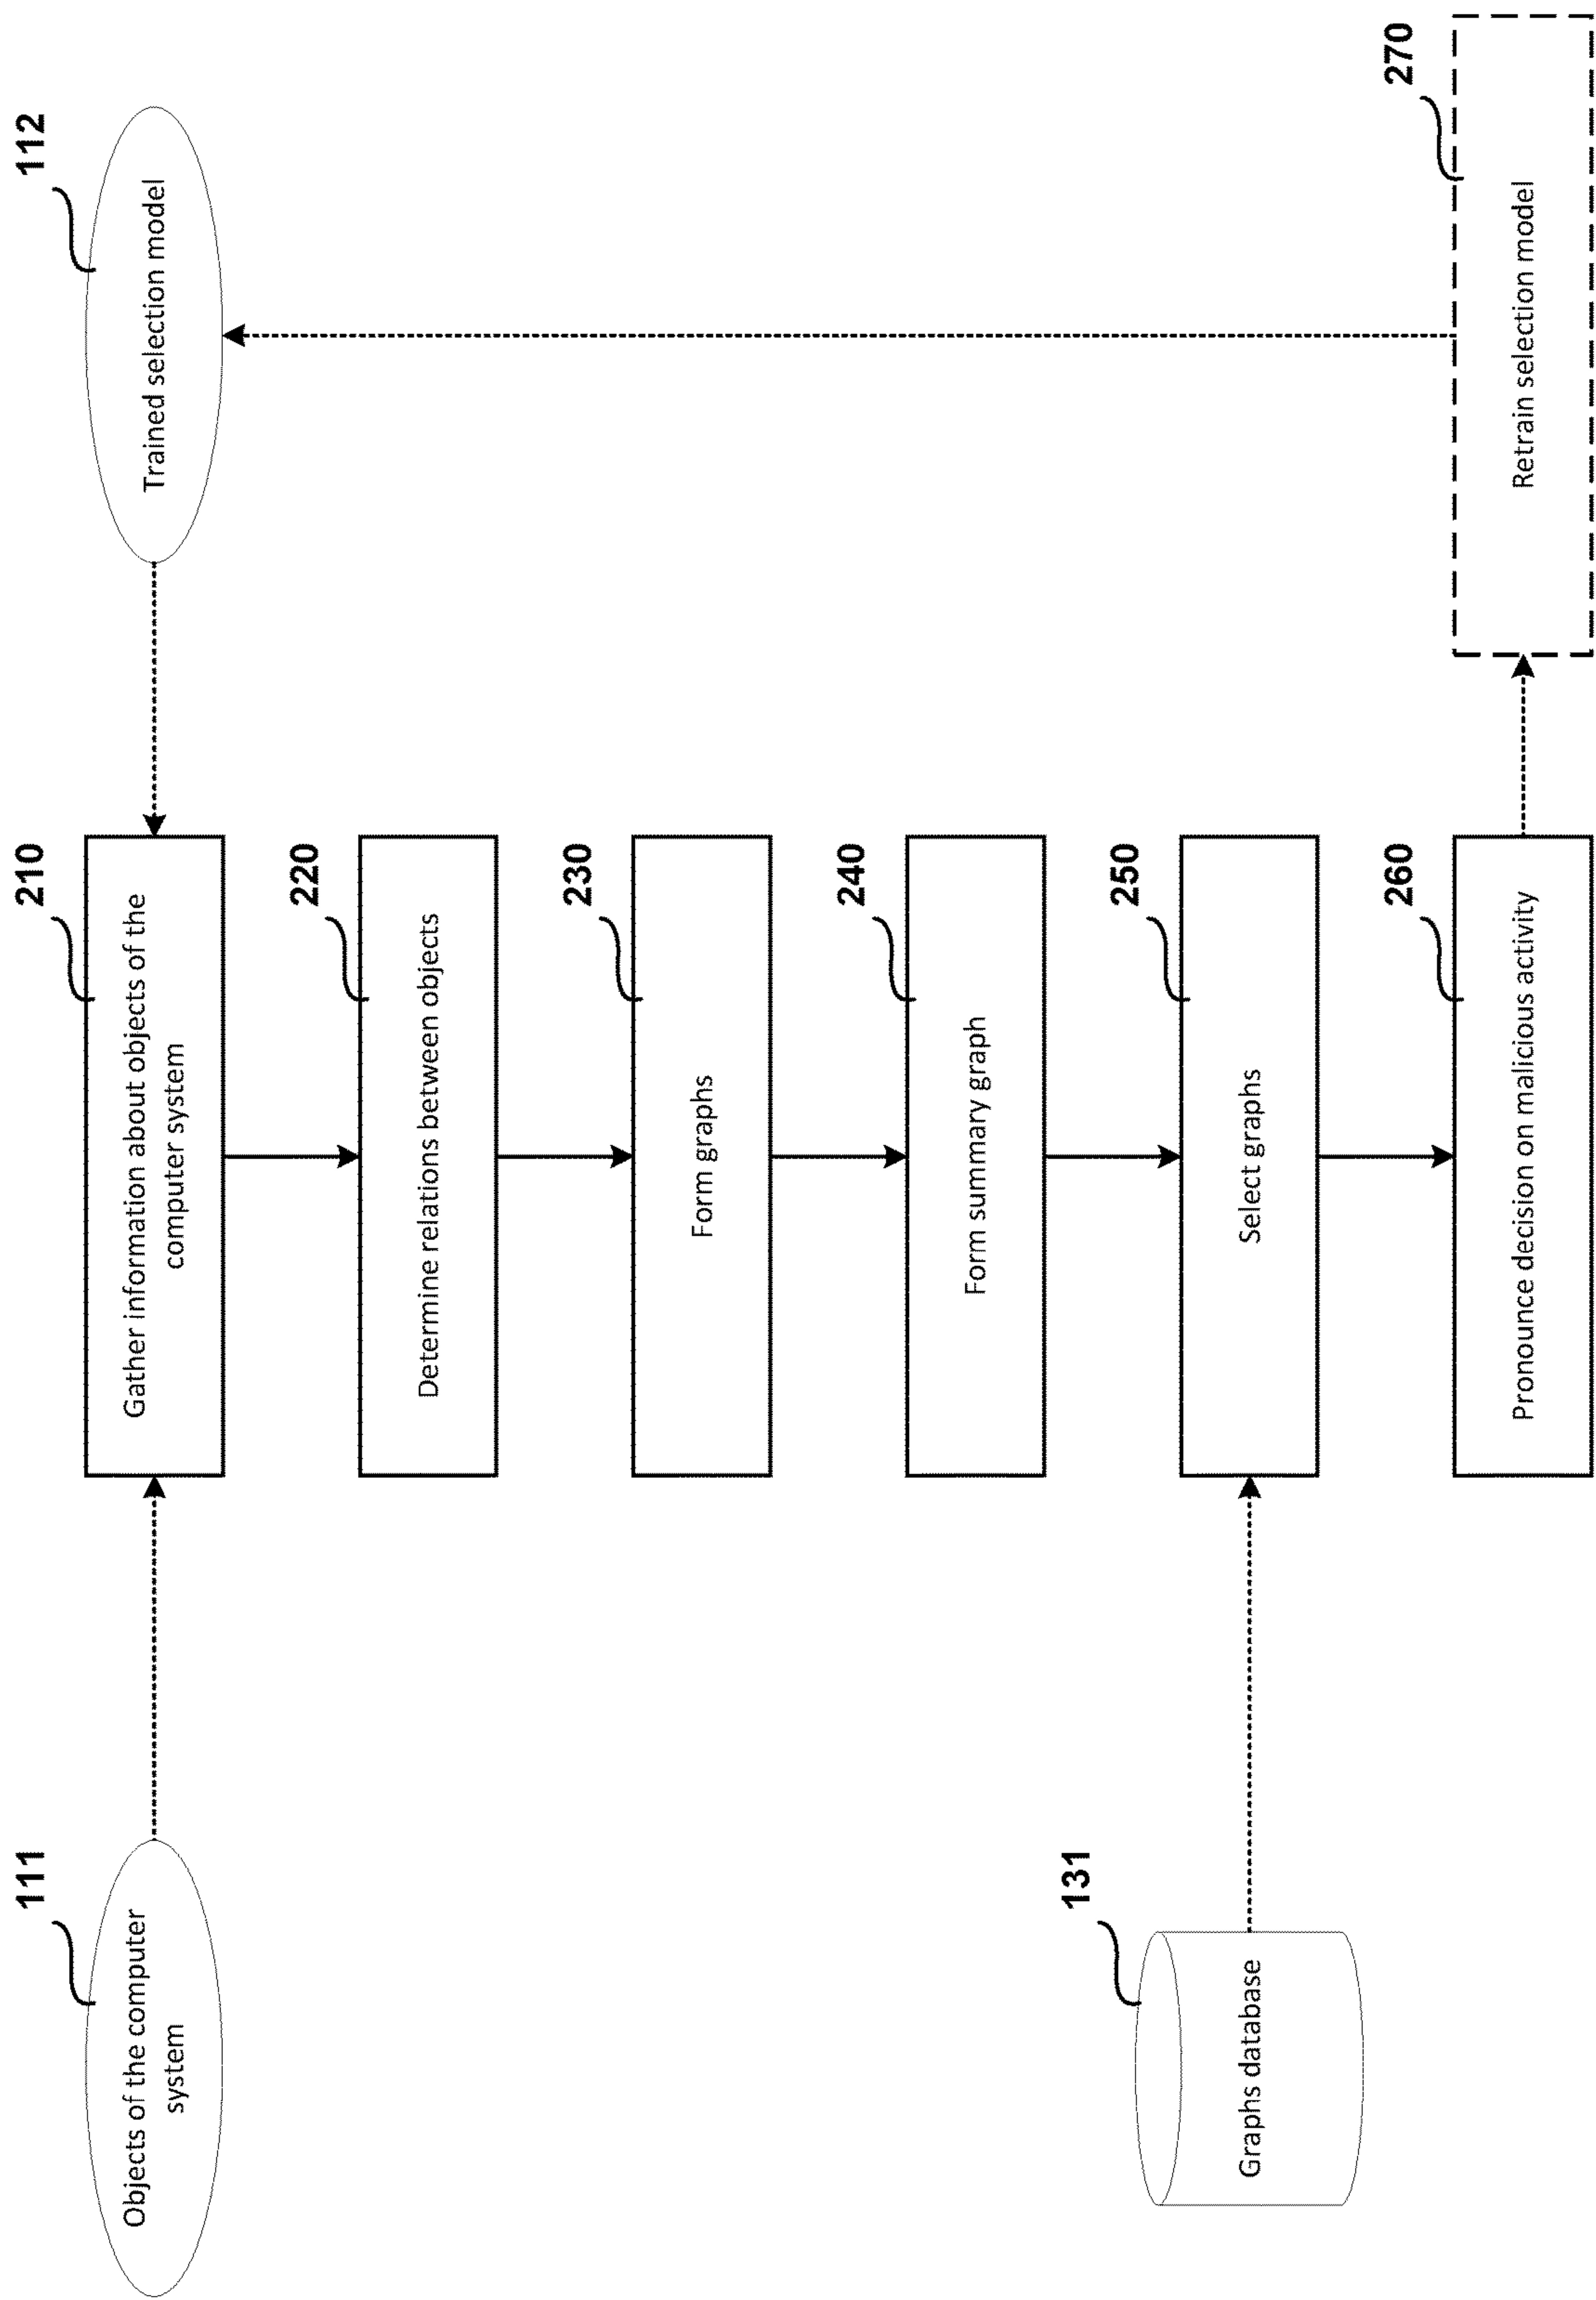 111
Objects of the computer
system
210
Gather information about objects of the
computer system
112
Trained selection model
220
Determine relations between objects
230
Form graphs
240
Form summary graph
131
Graphs database
250
Select graphs
260
Pronounce decision on malicious activity
270
Retrain selection model